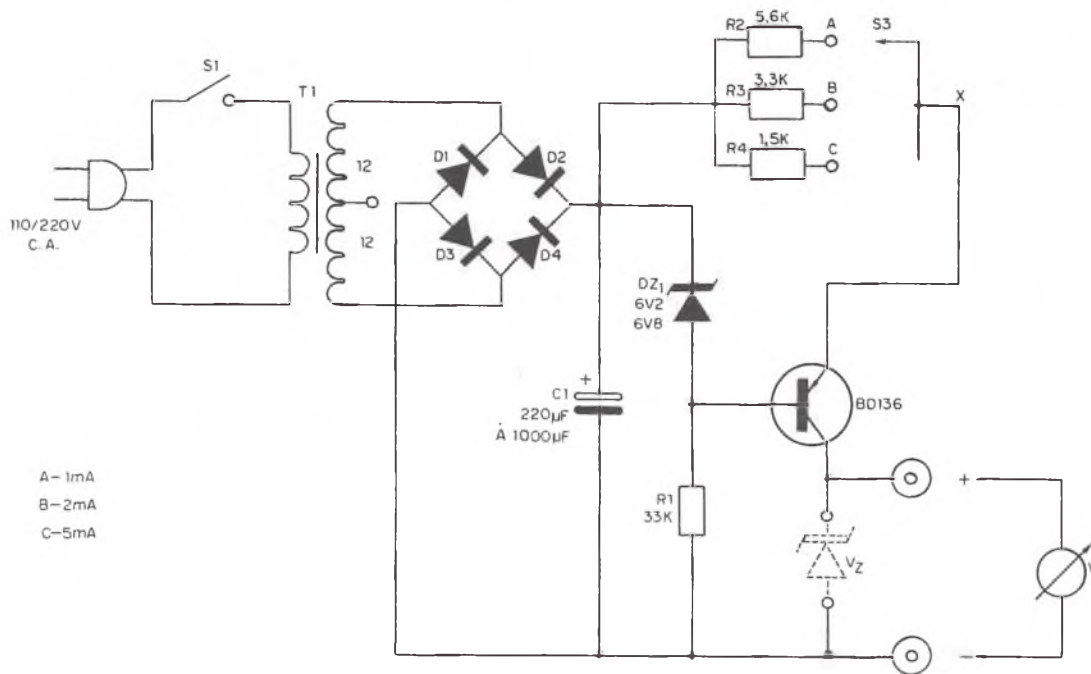 S1
T1
110/220V
C.A.
12
12
D1
D2
D3
D4
R2
5,6K
A
S3
R3
3,3K
B
X
R4
1,5K
C
DZ1
6V2
6V8
+
C1
220µF
À 1000µF
BD136
R1
33K
VZ
+
V
−
A-1mA
B-2mA
C-5mA